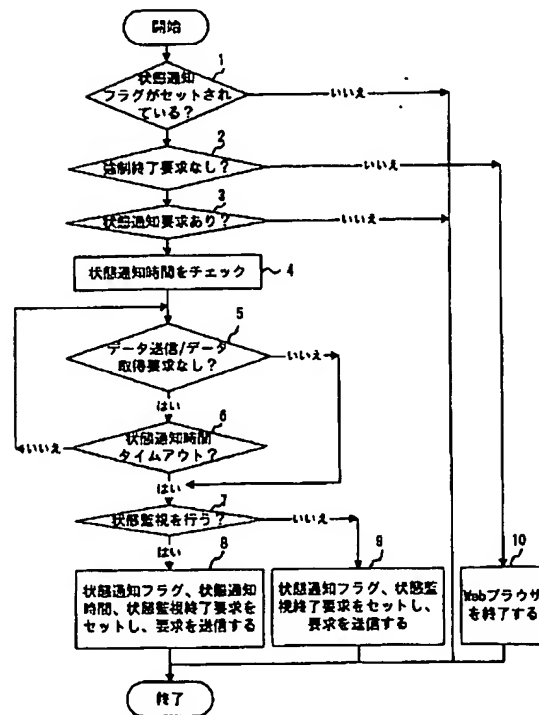 開始
1
状態通知
フラグがセットされ
ている?
いいえ
2
強制終了要求なし?
いいえ
3
状態通知要求あり?
いいえ
状態通知時間をチェック
4
5
データ送信/データ
取得要求なし?
いいえ
はい
6
状態通知時間
タイムアウト?
いいえ
はい
7
状態監視を行う?
いいえ
はい
8
状態通知フラグ、状態通知
時間、状態監視終了要求を
セットし、要求を送信する
9
状態通知フラグ、状態監
視終了要求をセットし、
要求を送信する
10
Webブラウザ
を終了する
終了